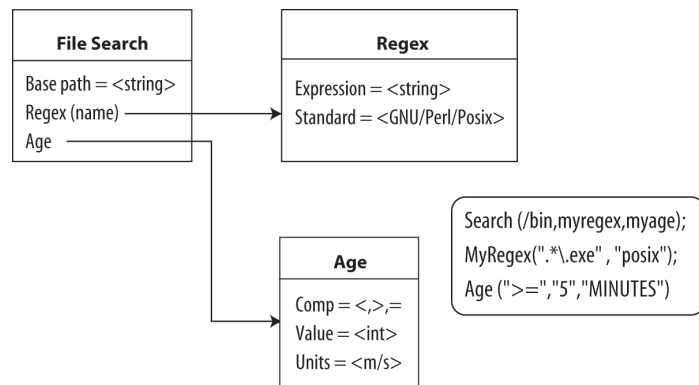 File Search
Base path = <string>
Regex (name)
Age
Regex
Expression = <string>
Standard = <GNU/Perl/Posix>
Age
Comp = <,>,=
Value = <int>
Units = <m/s>
Search (/bin,myregex,myage);
MyRegex(".*\.exe" , "posix");
Age (">=","5","MINUTES")